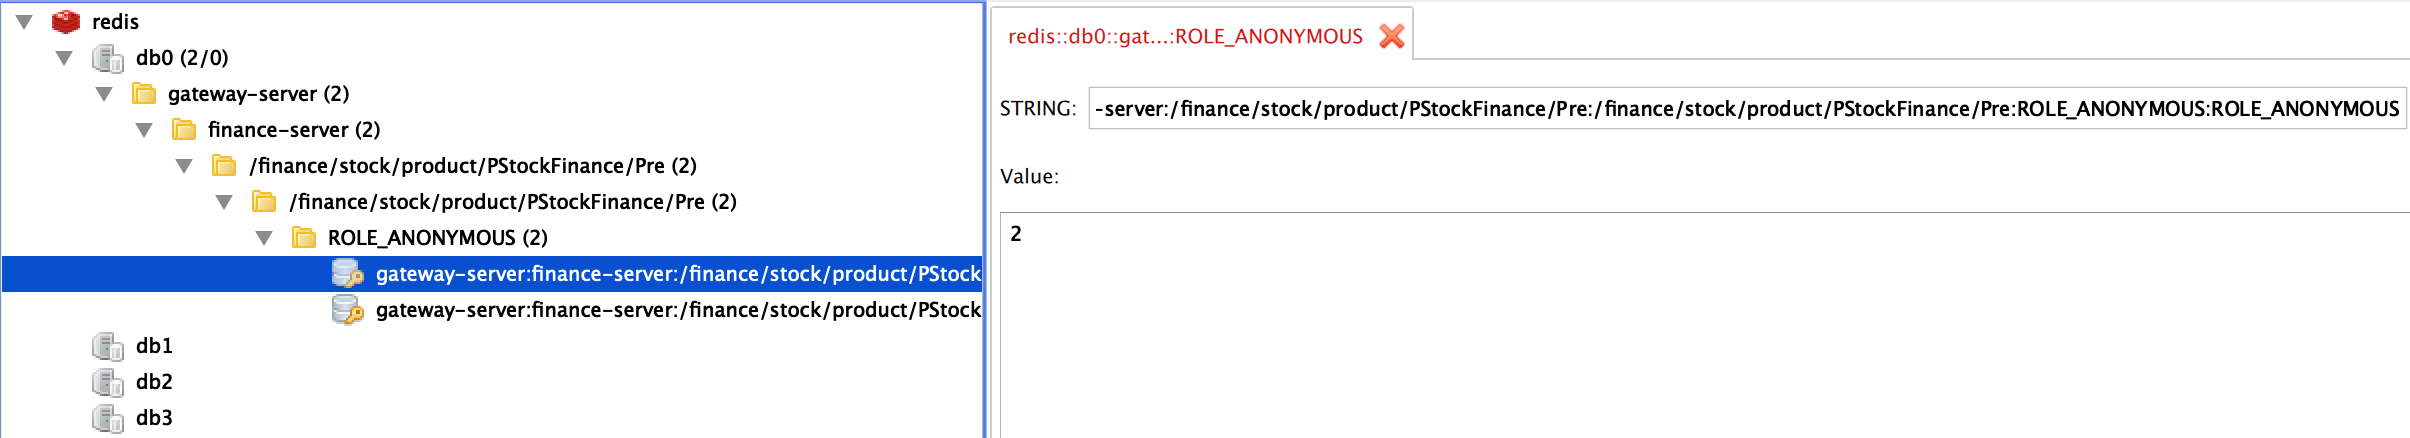 redis
db0 (2/0)
gateway-server (2)
finance-server (2)
/finance/stock/product/PStockFinance/Pre (2)
/finance/stock/product/PStockFinance/Pre (2)
ROLE_ANONYMOUS (2)
gateway-server:finance-server:/finance/stock/product/PStock
gateway-server:finance-server:/finance/stock/product/PStock
db1
db2
db3
redis::db0::gat...:ROLE_ANONYMOUS
STRING: -server:/finance/stock/product/PStockFinance/Pre:/finance/stock/product/PStockFinance/Pre:ROLE_ANONYMOUS:ROLE_ANONYMOUS
Value:
2